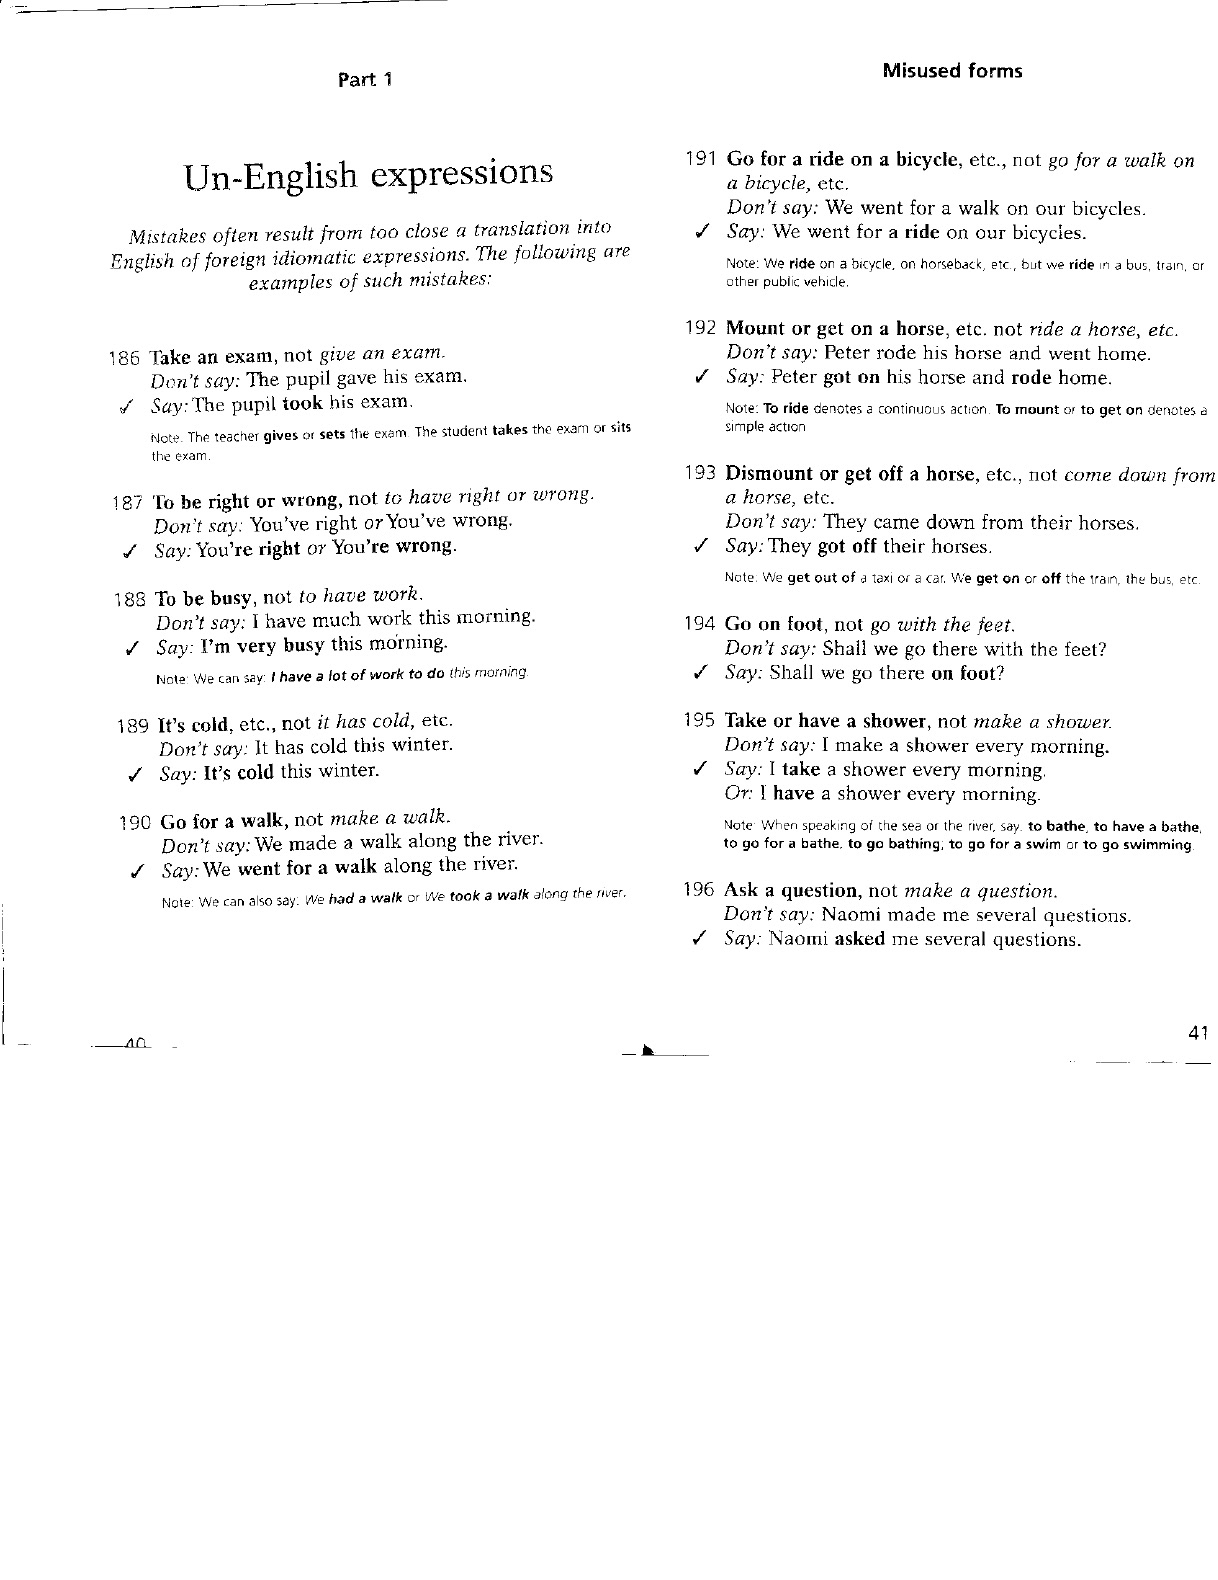 Part 1
Un-English expressions
Mistakes often result from too close a translation into
English of foreign idiomatic expressions. The following are
examples of such mistakes:
186 Take an exam, not give an exam.
Don't say: The pupil gave his exam.
✓ Say: The pupil took his exam.
Note: The teacher gives or sets the exam. The student takes the exam or sits
the exam.
187 To be right or wrong, not to have right or wrong.
Don't say: You've right or You've wrong.
✓ Say: You're right or You're wrong.
188 To be busy, not to have work.
Don't say: I have much work this morning.
✓ Say: I'm very busy this morning.
Note: We can say: I have a lot of work to do this morning.
189 It's cold, etc., not it has cold, etc.
Don't say: It has cold this winter.
✓ Say: It's cold this winter.
190 Go for a walk, not make a walk.
Don't say: We made a walk along the river.
✓ Say: We went for a walk along the river.
Note: We can also say: We had a walk or We took a walk along the river.
40
Misused forms
191 Go for a ride on a bicycle, etc., not go for a walk on
a bicycle, etc.
Don't say: We went for a walk on our bicycles.
✓ Say: We went for a ride on our bicycles.
Note: We ride on a bicycle, on horseback, etc., but we ride in a bus, train, or
other public vehicle.
192 Mount or get on a horse, etc. not ride a horse, etc.
Don't say: Peter rode his horse and went home.
✓ Say: Peter got on his horse and rode home.
Note: To ride denotes a continuous action. To mount or to get on denotes a
simple action
193 Dismount or get off a horse, etc., not come down from
a horse, etc.
Don't say: They came down from their horses.
✓ Say: They got off their horses.
Note: We get out of a taxi or a car. We get on or off the train, the bus, etc.
194 Go on foot, not go with the feet.
Don't say: Shall we go there with the feet?
✓ Say: Shall we go there on foot?
195 Take or have a shower, not make a shower.
Don't say: I make a shower every morning.
✓ Say: I take a shower every morning.
Or: I have a shower every morning.
Note: When speaking of the sea or the river, say: to bathe, to have a bathe,
to go for a bathe, to go bathing, to go for a swim or to go swimming.
196 Ask a question, not make a question.
Don't say: Naomi made me several questions.
✓ Say: Naomi asked me several questions.
41